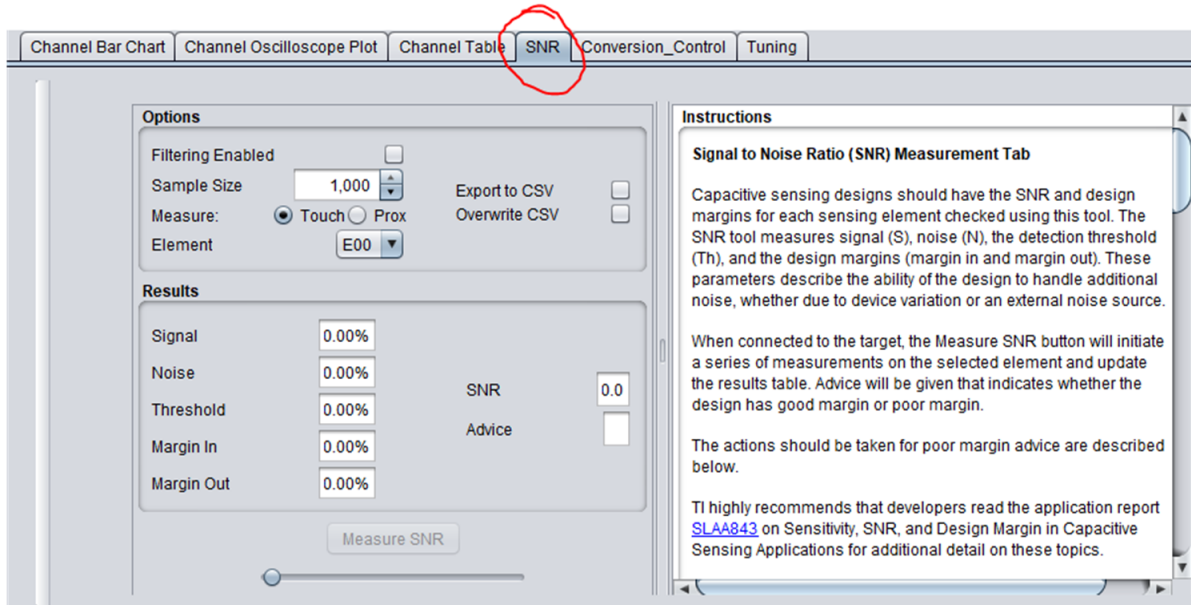 Channel Bar Chart Channel Oscilloscope Plot Channel Table SNR Conversion_Control Tuning
Options
Filtering Enabled
Sample Size 1,000 Export to CSV
Measure: Touch Prox Overwrite CSV
Element E00
Results
Signal 0.00%
Noise 0.00%
SNR 0.0
Threshold 0.00%
Advice
Margin In 0.00%
Margin Out 0.00%
Measure SNR
Instructions
Signal to Noise Ratio (SNR) Measurement Tab
Capacitive sensing designs should have the SNR and design
margins for each sensing element checked using this tool. The
SNR tool measures signal (S), noise (N), the detection threshold
(Th), and the design margins (margin in and margin out). These
parameters describe the ability of the design to handle additional
noise, whether due to device variation or an external noise source.
When connected to the target, the Measure SNR button will initiate
a series of measurements on the selected element and update
the results table. Advice will be given that indicates whether the
design has good margin or poor margin.
The actions should be taken for poor margin advice are described
below.
TI highly recommends that developers read the application report
SLAA843 on Sensitivity, SNR, and Design Margin in Capacitive
Sensing Applications for additional detail on these topics.